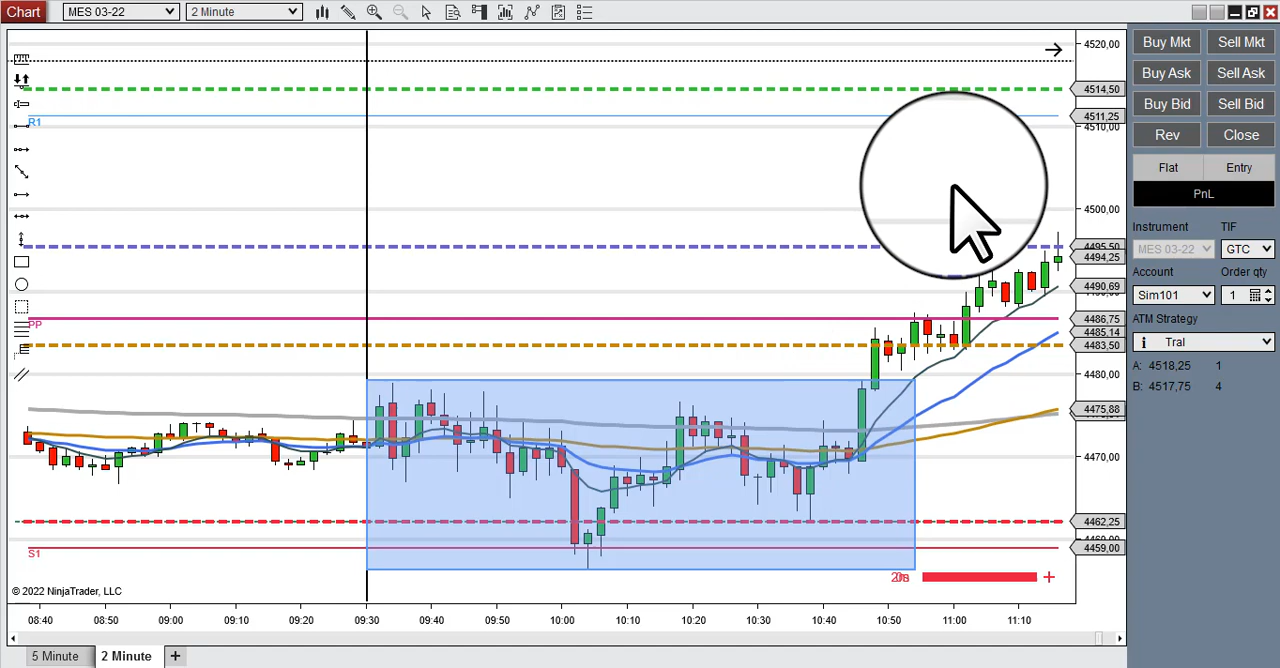 Chart MES 03-22 2 Minute
4520,00
4514,50
R1 4511,25
4510,00
4500,00
4495,50
4494,25
4490,69
PP 4486,75
4485,14
4483,50
4480,00
4475,88
4470,00
4462,25
S1 4459,00
© 2022 NinjaTrader, LLC
08:40 08:50 09:00 09:10 09:20 09:30 09:40 09:50 10:00 10:10 10:20 10:30 10:40 10:50 11:00 11:10
5 Minute 2 Minute +
Buy Mkt Sell Mkt
Buy Ask Sell Ask
Buy Bid Sell Bid
Rev Close
Flat Entry
PnL
Instrument TIF
MES 03-22 GTC
Account Order qty
Sim101 1
ATM Strategy
i Tral
A: 4518,25 1
B: 4517,75 4